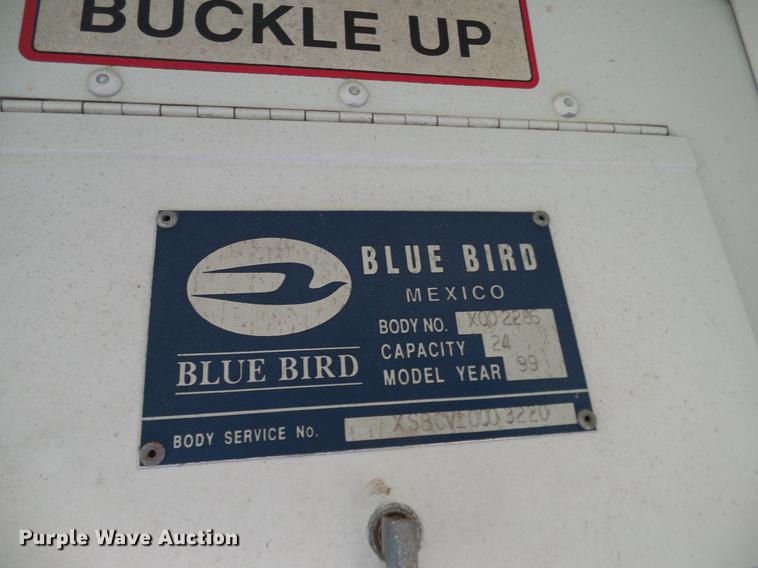 BUCKLE UP
BLUE BIRD
MEXICO
BODY NO. X002286
CAPACITY 24
MODEL YEAR 99
BLUE BIRD
BODY SERVICE No.
Purple Wave Auction